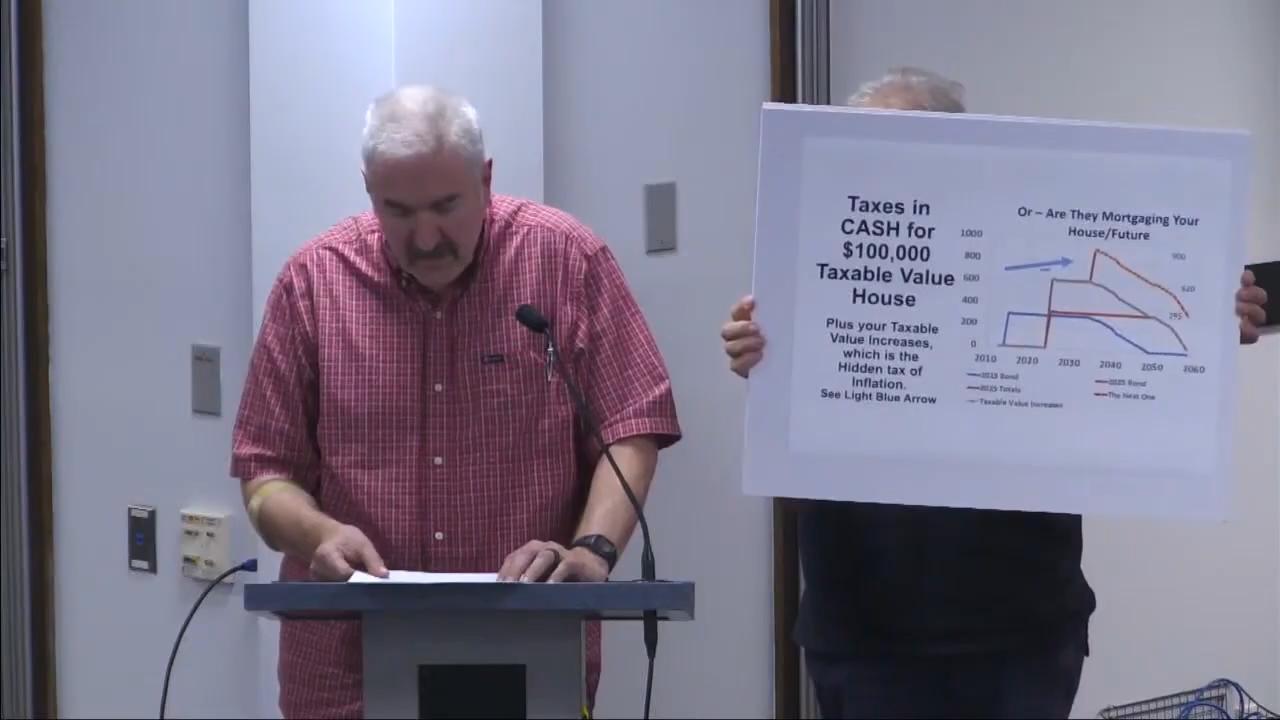 Taxes in
CASH for
$100,000
Taxable Value
House
Plus your Taxable
Value Increases,
which is the
Hidden tax of
Inflation.
See Light Blue Arrow
Or – Are They Mortgaging Your
House/Future
1000
800
600
400
200
0
900
620
295
2010 2020 2030 2040 2050 2060
2013 Bond
2025 Bond
2025 Totals
The Next One
Taxable Value Increases